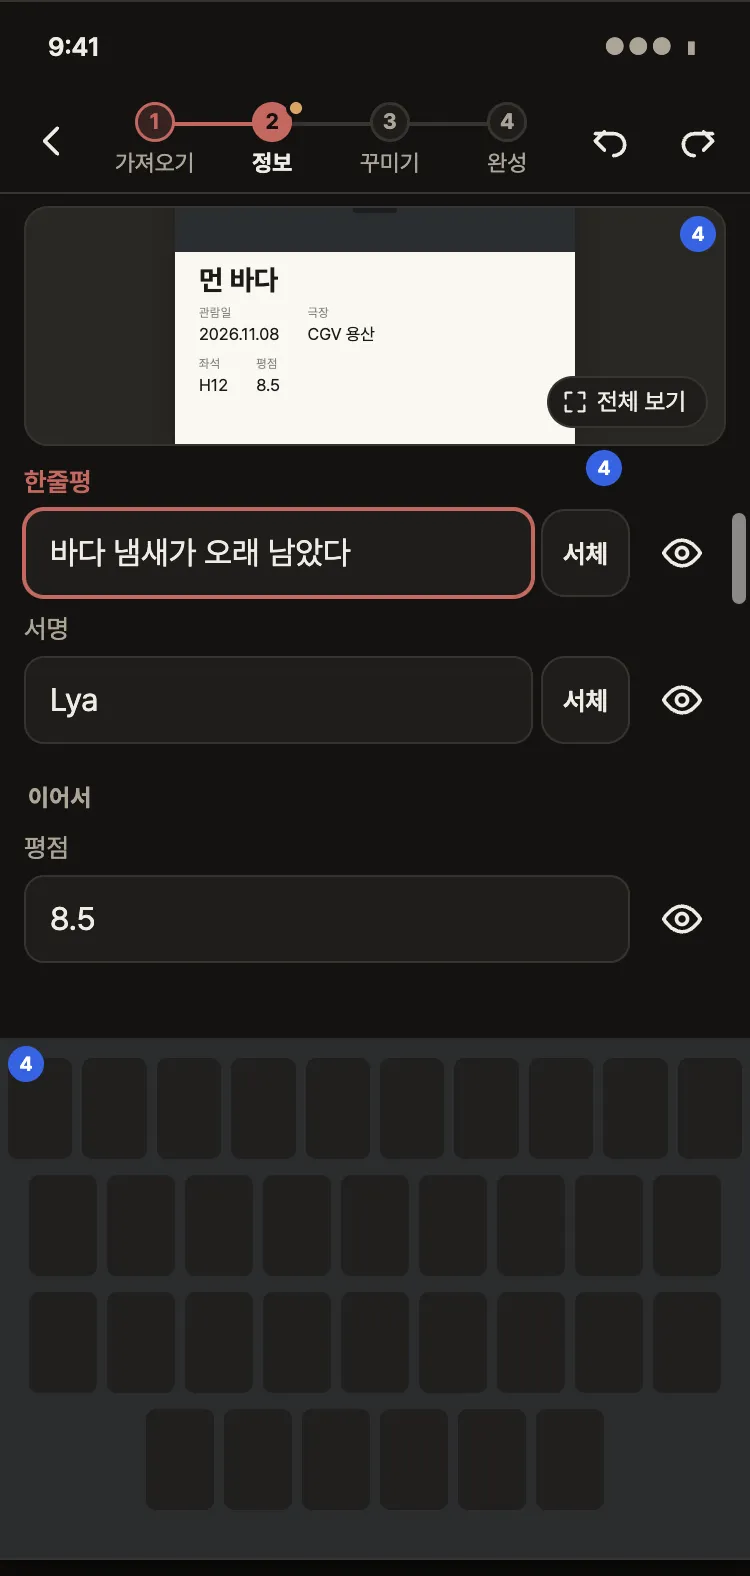 9:41
1 2 3 4
가져오기 정보 꾸미기 완성
4
먼 바다
관람일 극장
2026.11.08 CGV 용산
좌석 평점
H12 8.5
전체 보기
4
한줄평
바다 냄새가 오래 남았다 서체
서명
Lya 서체
이어서
평점
8.5
4